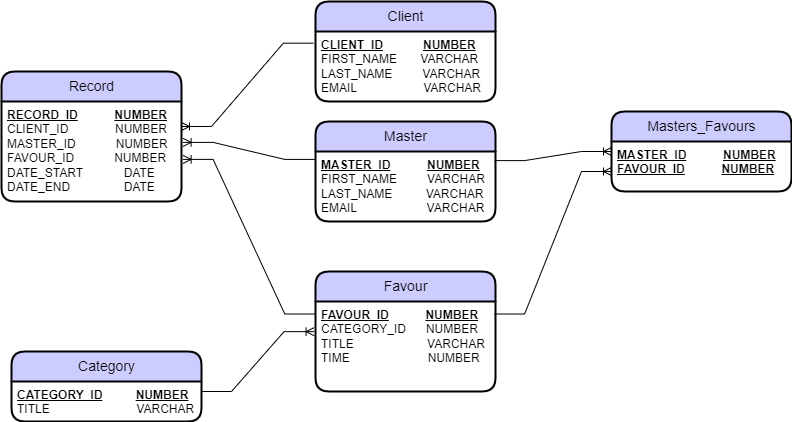 Client
CLIENT_ID NUMBER
FIRST_NAME VARCHAR
LAST_NAME VARCHAR
EMAIL VARCHAR
Record
RECORD_ID NUMBER
CLIENT_ID NUMBER
MASTER_ID NUMBER
FAVOUR_ID NUMBER
DATE_START DATE
DATE_END DATE
Master
MASTER_ID NUMBER
FIRST_NAME VARCHAR
LAST_NAME VARCHAR
EMAIL VARCHAR
Masters_Favours
MASTER_ID NUMBER
FAVOUR_ID NUMBER
Favour
FAVOUR_ID NUMBER
CATEGORY_ID NUMBER
TITLE VARCHAR
TIME NUMBER
Category
CATEGORY_ID NUMBER
TITLE VARCHAR